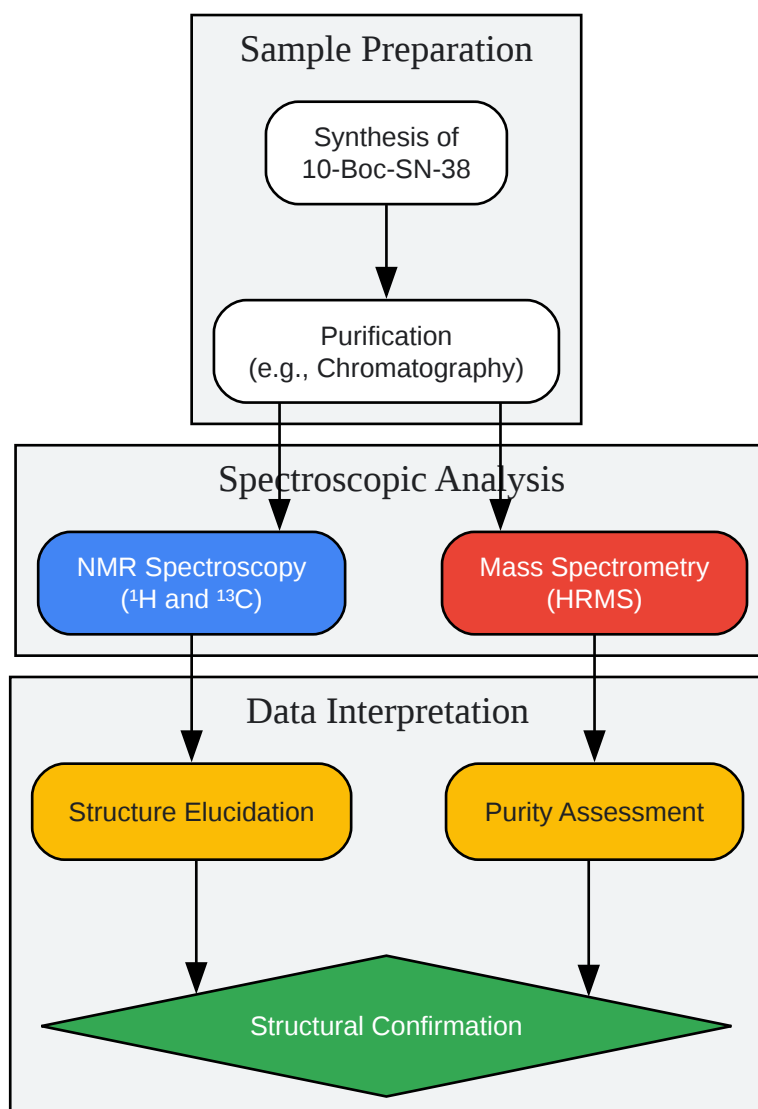 Sample Preparation
Synthesis of
10-Boc-SN-38
Purification
(e.g., Chromatography)
Spectroscopic Analysis
NMR Spectroscopy
(¹H and ¹³C)
Mass Spectrometry
(HRMS)
Data Interpretation
Structure Elucidation
Purity Assessment
Structural Confirmation